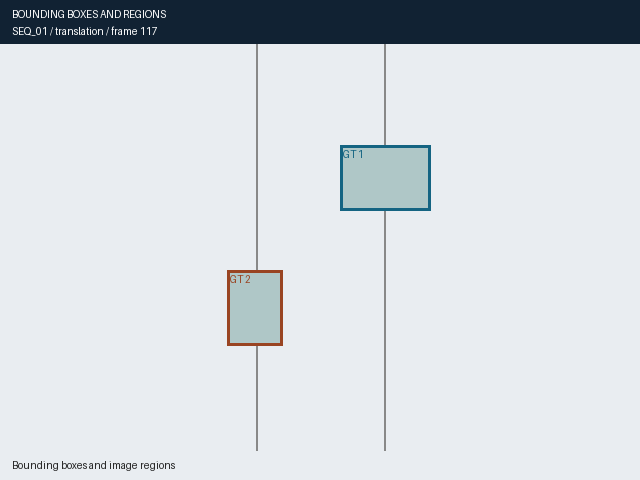 BOUNDING BOXES AND REGIONS
SEQ_01 / translation / frame 117
GT1
GT2
Bounding boxes and image regions